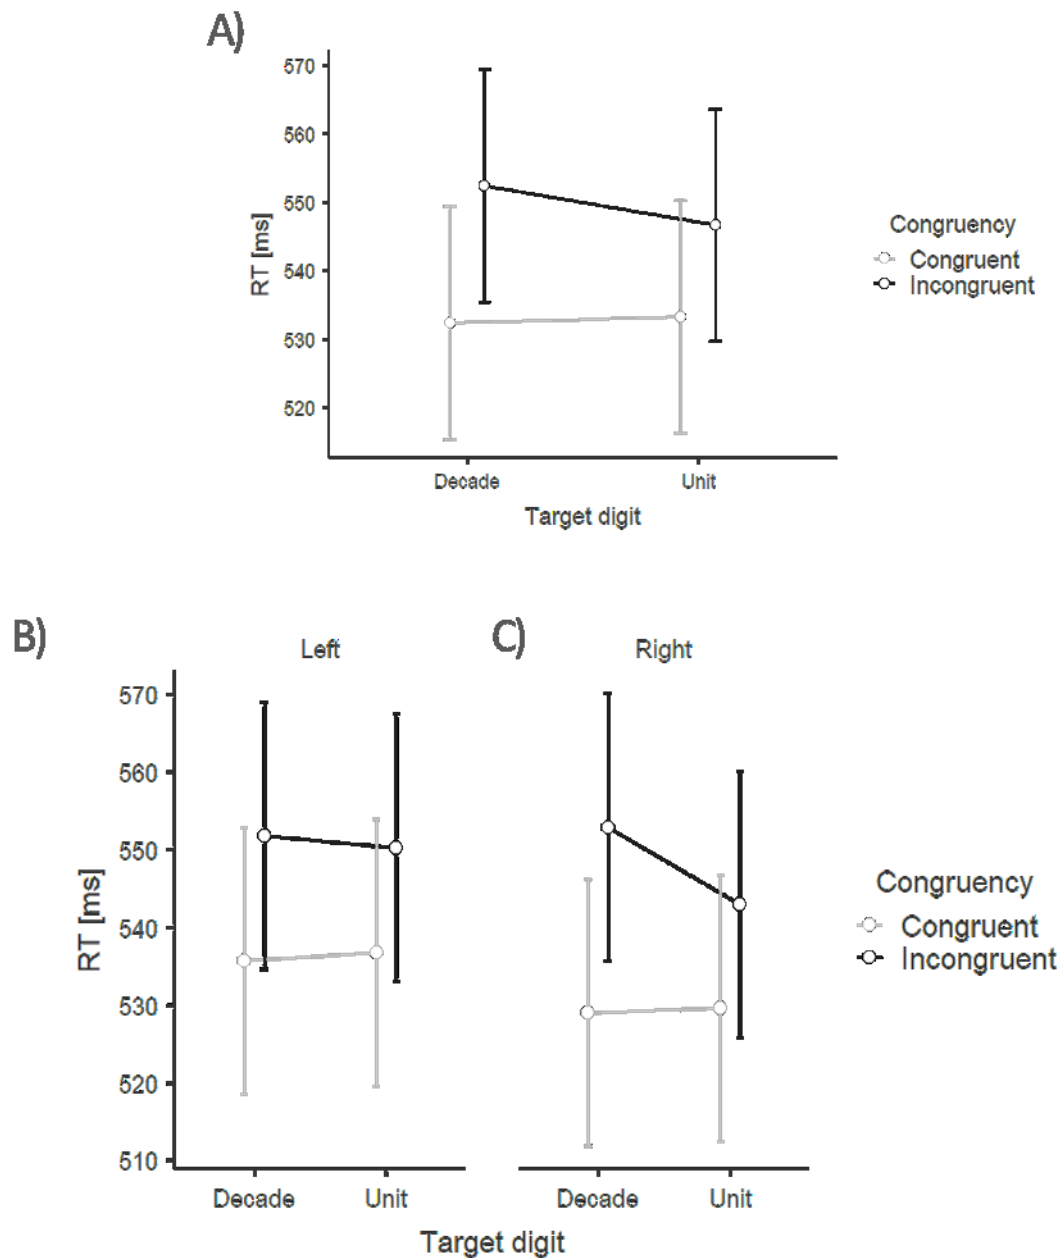 A)
570
560
550
540
530
520
RT [ms]
Decade Unit
Target digit
Congruency
Congruent
Incongruent
B) Left
C) Right
570
560
550
540
530
520
510
RT [ms]
Decade Unit Decade Unit
Target digit
Congruency
Congruent
Incongruent